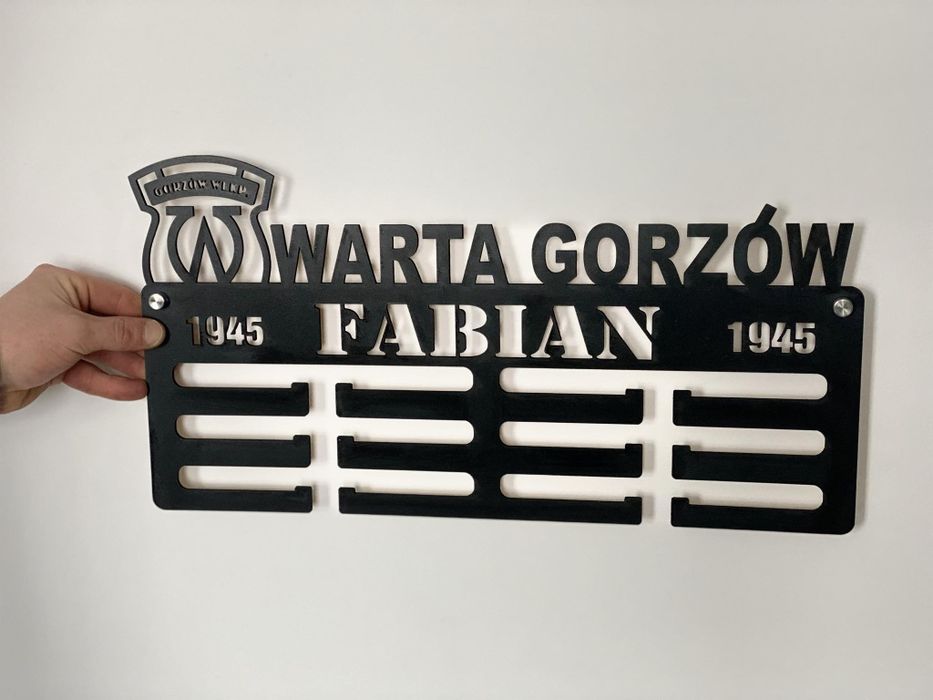 GORZÓW WLKP.
W
WARTA GORZÓW
1945 FABIAN 1945